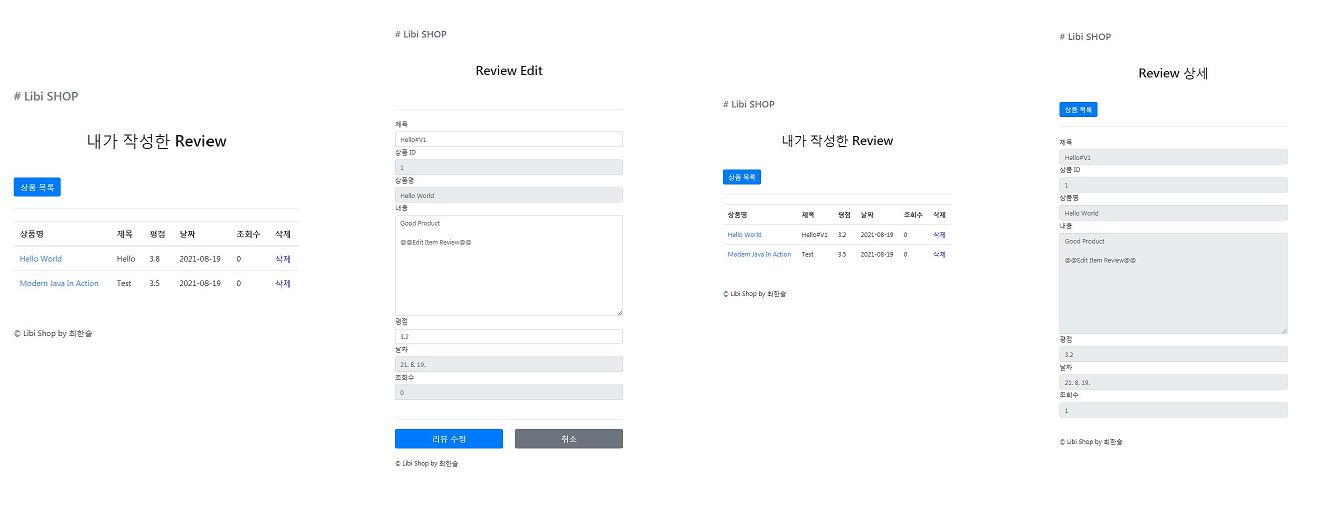 # Libi SHOP
내가 작성한 Review
상품 목록
상품명 제목 평점 날짜 조회수 삭제
Hello World Hello 3.8 2021-08-19 0 삭제
Modern Java In Action Test 3.5 2021-08-19 0 삭제
© Libi Shop by 최한슬
# Libi SHOP
Review Edit
제목
Hello#V1
상품 ID
1
상품명
Hello World
내용
Good Product
@@Edit Item Review@@
평점
3.2
날짜
21. 8. 19.
조회수
0
리뷰 수정 취소
© Libi Shop by 최한슬
# Libi SHOP
내가 작성한 Review
상품 목록
상품명 제목 평점 날짜 조회수 삭제
Hello World Hello#V1 3.2 2021-08-19 0 삭제
Modern Java In Action Test 3.5 2021-08-19 0 삭제
© Libi Shop by 최한슬
# Libi SHOP
Review 상세
상품 목록
제목
Hello#V1
상품 ID
1
상품명
Hello World
내용
Good Product
@@Edit Item Review@@
평점
3.2
날짜
21. 8. 19.
조회수
1
© Libi Shop by 최한슬